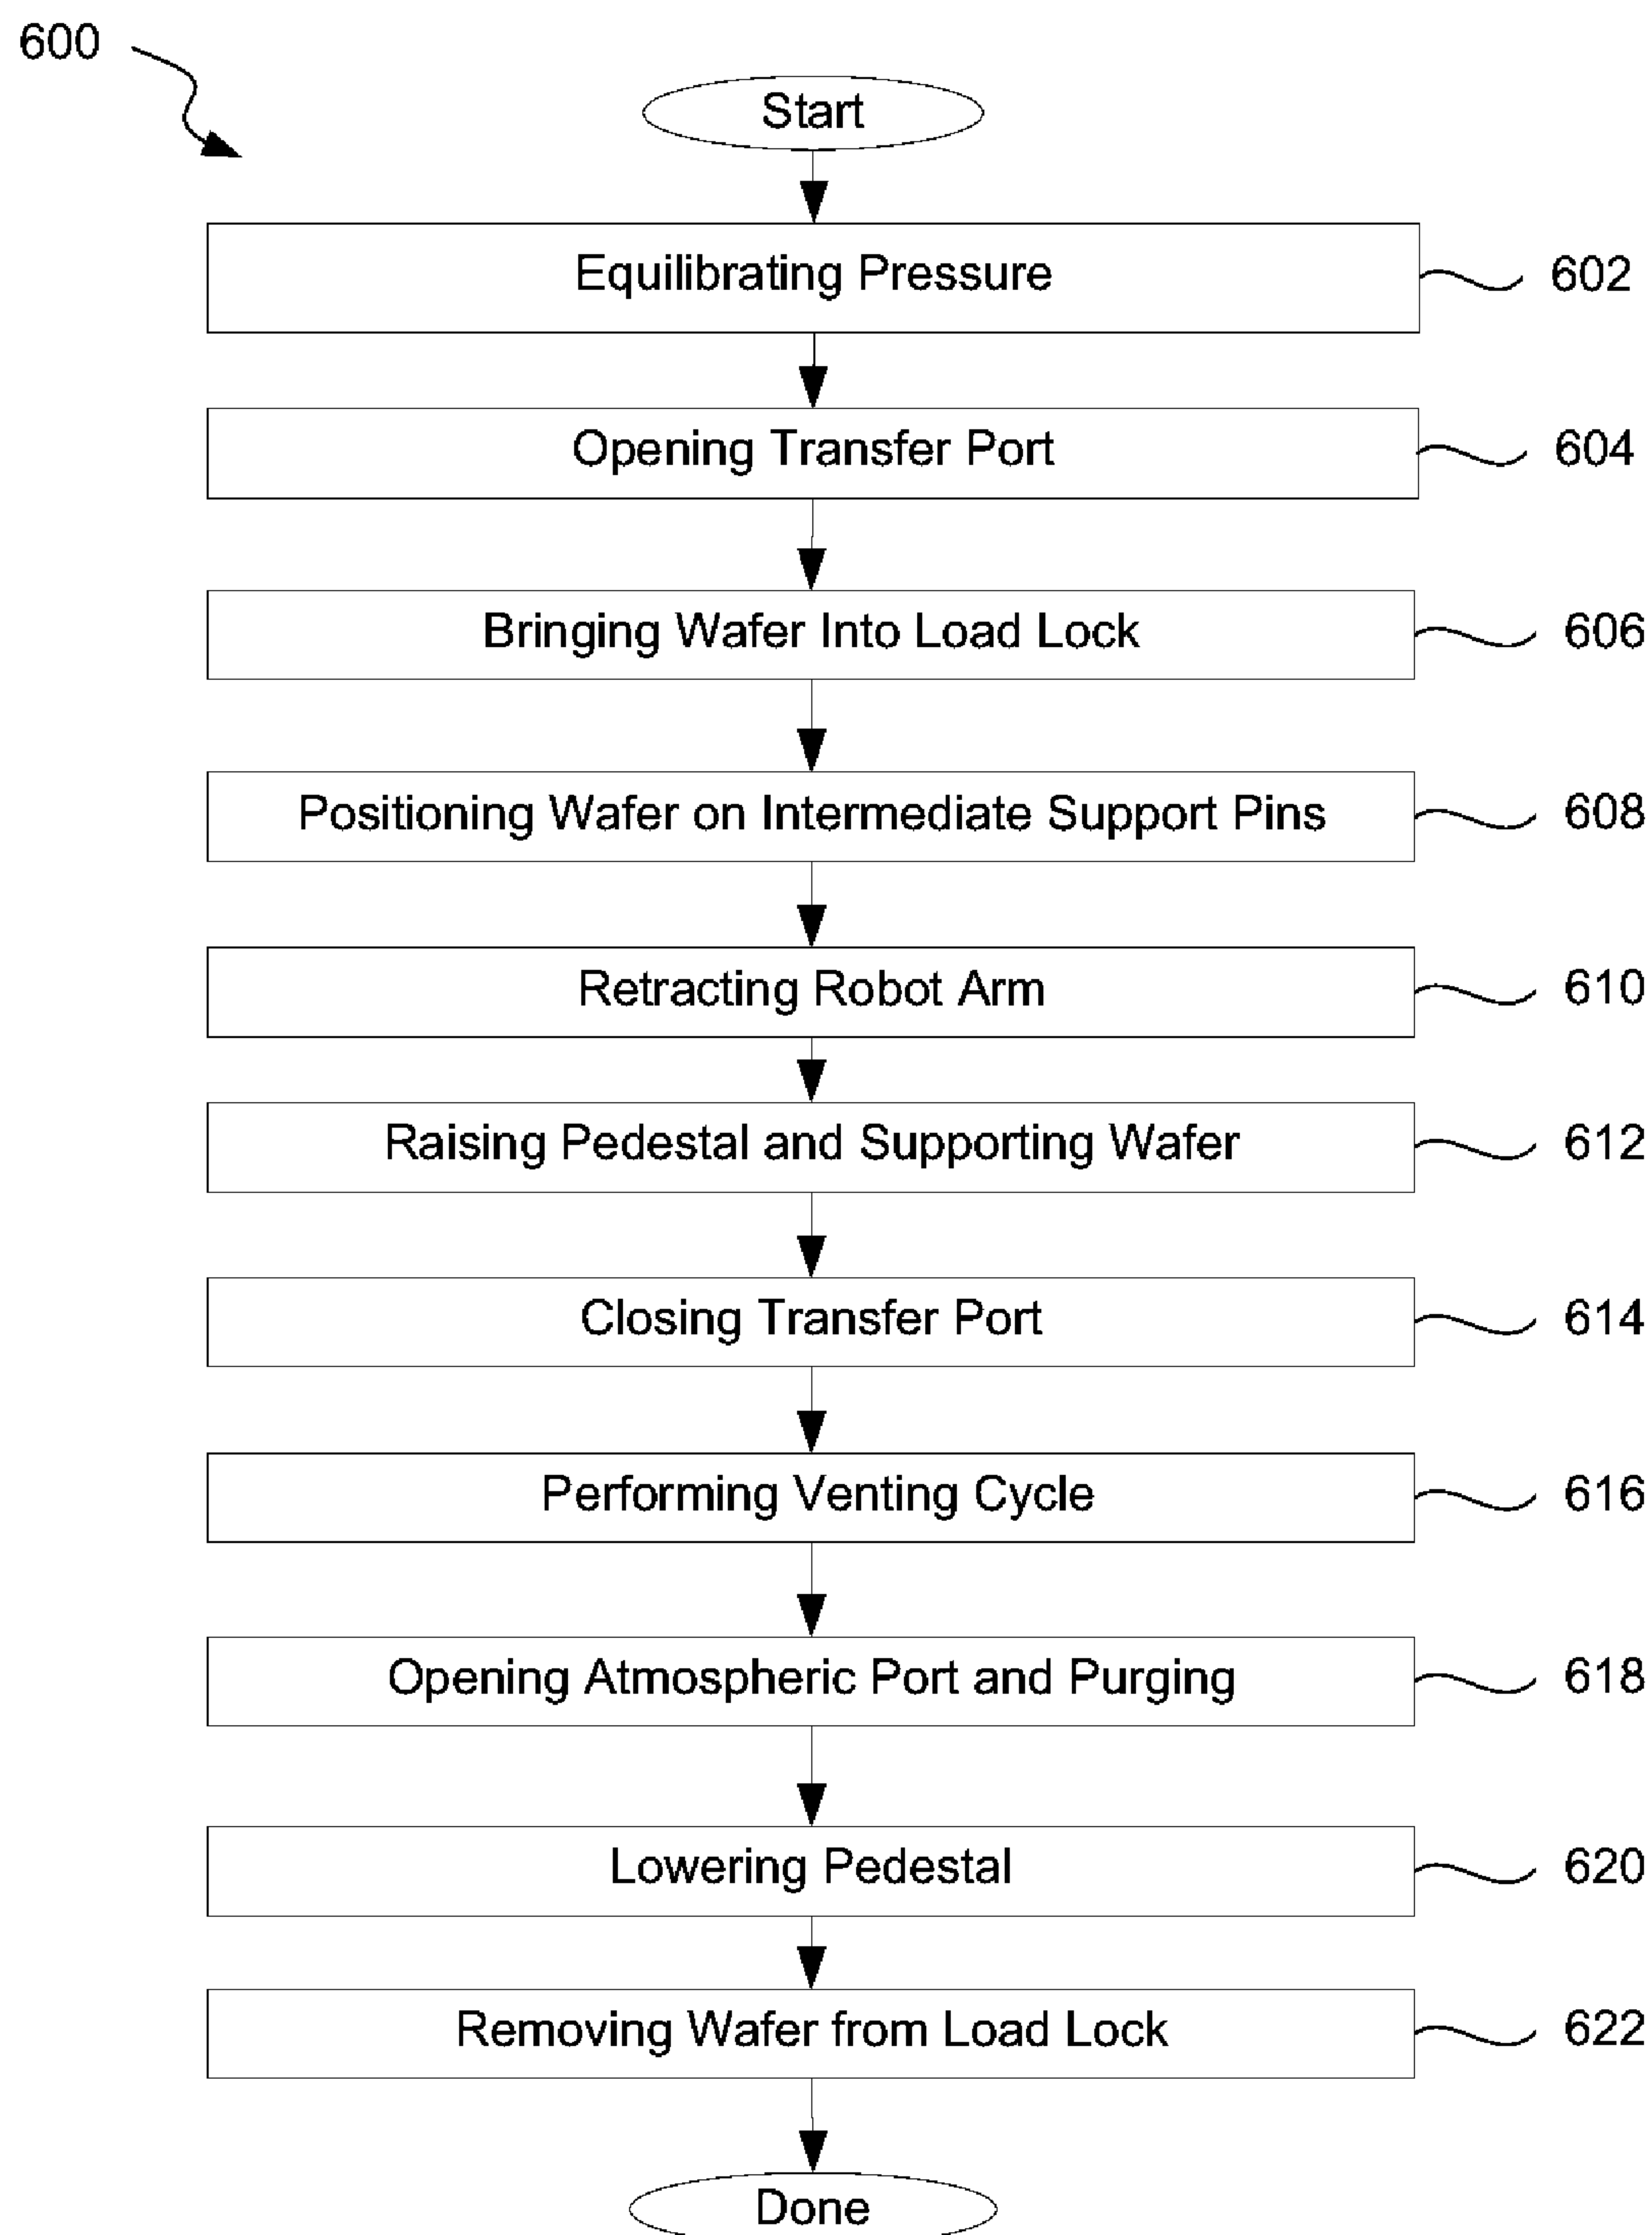 600
Start
Equilibrating Pressure
602
Opening Transfer Port
604
Bringing Wafer Into Load Lock
606
Positioning Wafer on Intermediate Support Pins
608
Retracting Robot Arm
610
Raising Pedestal and Supporting Wafer
612
Closing Transfer Port
614
Performing Venting Cycle
616
Opening Atmospheric Port and Purging
618
Lowering Pedestal
620
Removing Wafer from Load Lock
622
Done